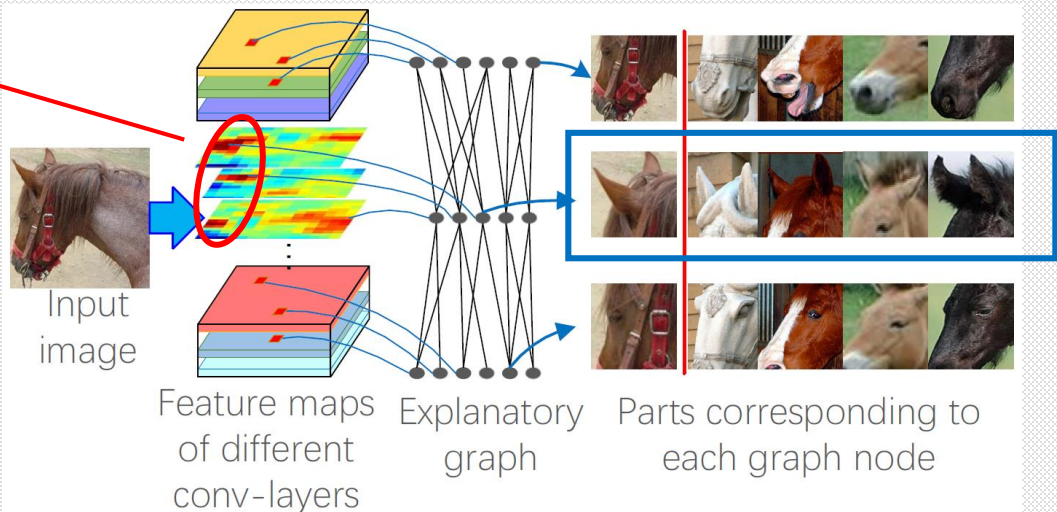 Input
image
Feature maps
of different
conv-layers
Explanatory
graph
Parts corresponding to
each graph node